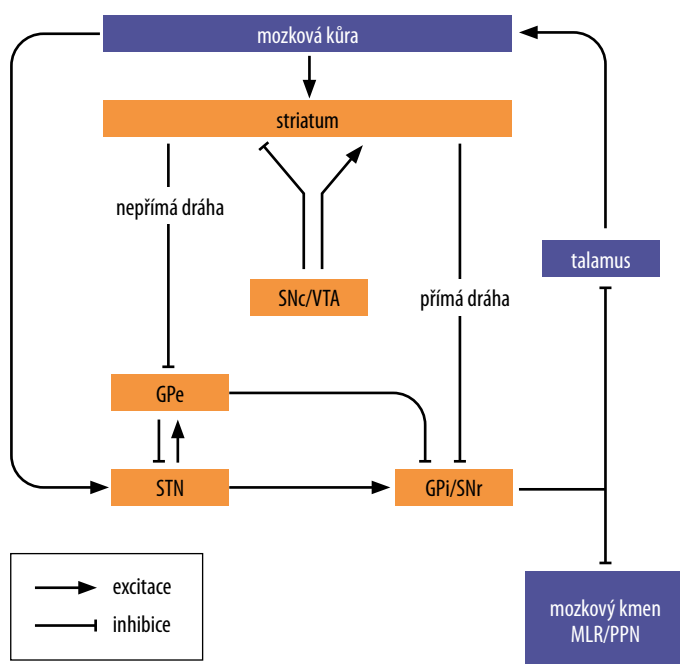 mozková kůra
striatum
nepřímá dráha
SNc/VTA
přímá dráha
talamus
GPe
STN
GPi/SNr
excitace
inhibice
mozkový kmen
MLR/PPN